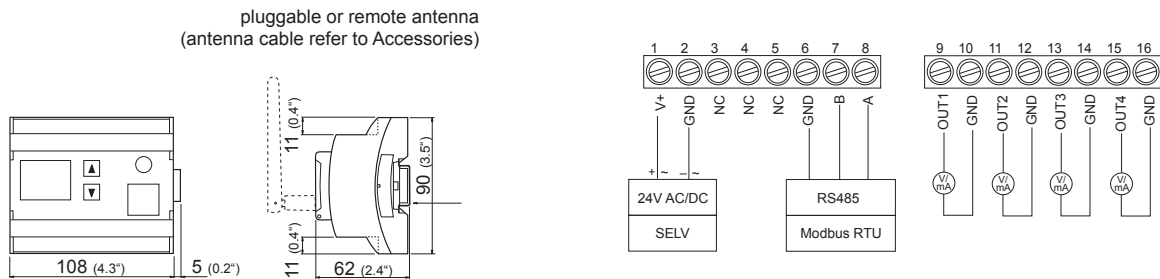 pluggable or remote antenna
(antenna cable refer to Accessories)
11 (0.4“)
90 (3.5“)
11 (0.4“)
108 (4.3“)
5 (0.2“)
62 (2.4“)
1 2 3 4 5 6 7 8
V+ GND NC NC NC GND B A
+ ~ – ~
24V AC/DC
SELV
RS485
Modbus RTU
9 10 11 12 13 14 15 16
OUT1 GND OUT2 GND OUT3 GND OUT4 GND
V/ mA V/ mA V/ mA V/ mA